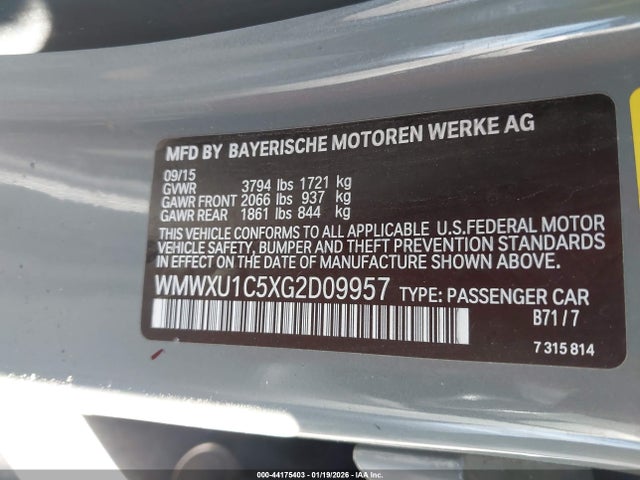 MFD BY BAYERISCHE MOTOREN WERKE AG
09/15
GVWR 3794 lbs 1721 kg
GAWR FRONT 2066 lbs 937 kg
GAWR REAR 1861 lbs 844 kg
THIS VEHICLE CONFORMS TO ALL APPLICABLE U.S.FEDERAL MOTOR
VEHICLE SAFETY, BUMPER AND THEFT PREVENTION STANDARDS
IN EFFECT ON THE DATE OF MANUFACTURE SHOWN ABOVE.
WMWXU1C5XG2D09957 TYPE: PASSENGER CAR
B71/7
7 315 814
000-44175403 - 01/19/2026 - IAAI